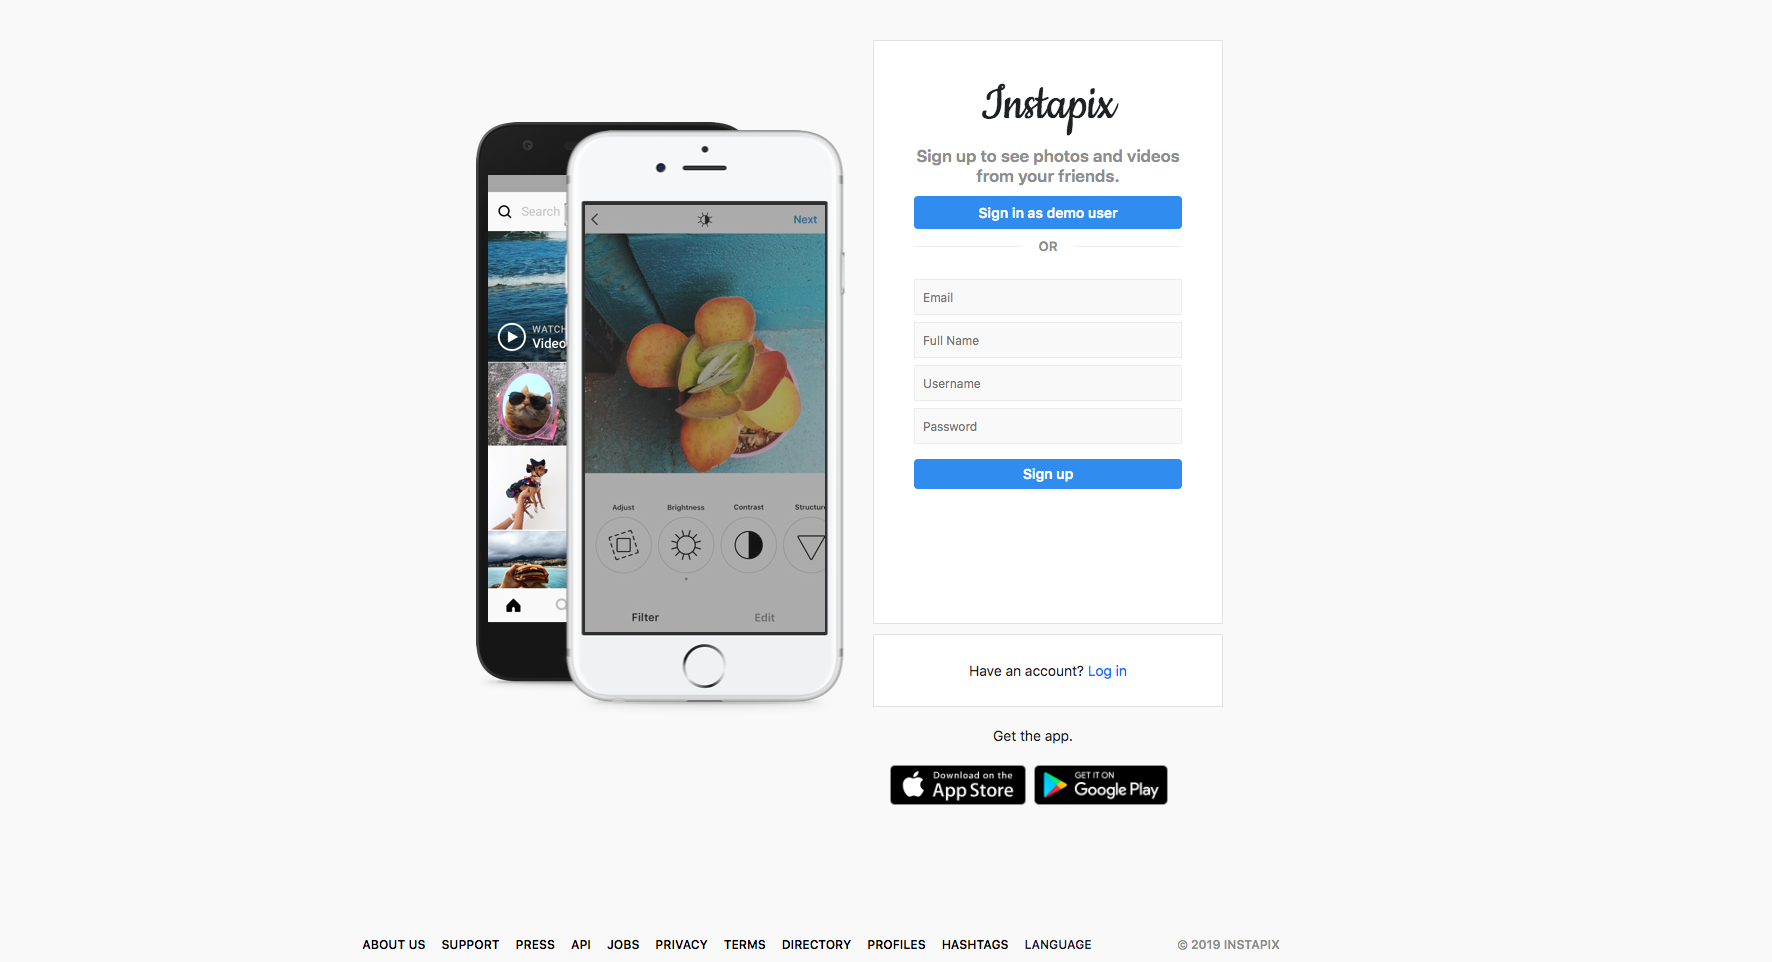 Search
WATCH
Video
Next
Adjust
Brightness
Contrast
Structure
Filter
Edit
Instapix
Sign up to see photos and videos
from your friends.
Sign in as demo user
OR
Email
Full Name
Username
Password
Sign up
Have an account? Log in
Get the app.
Download on the
App Store
GET IT ON
Google Play
ABOUT US SUPPORT PRESS API JOBS PRIVACY TERMS DIRECTORY PROFILES HASHTAGS LANGUAGE © 2019 INSTAPIX